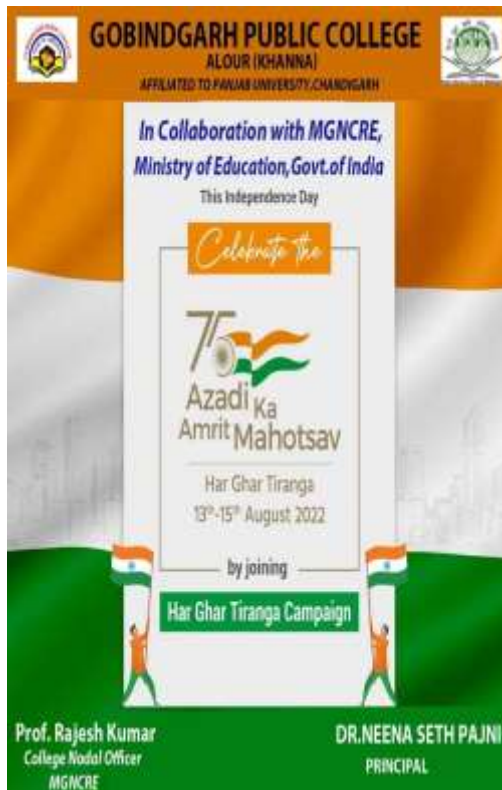 GOBINDGARH PUBLIC COLLEGE
ALOUR (KHANNA)
AFFILIATED TO PANJAB UNIVERSITY,CHANDIGARH
In Collaboration with MGNCRE,
Ministry of Education,Govt.of India
This Independence Day
Celebrate the
75
Azadi Ka
Amrit Mahotsav
Har Ghar Tiranga
13th-15th August 2022
by joining
Har Ghar Tiranga Campaign
Prof. Rajesh Kumar
College Nodal Officer
MGNCRE
DR.NEENA SETH PAJNI
PRINCIPAL